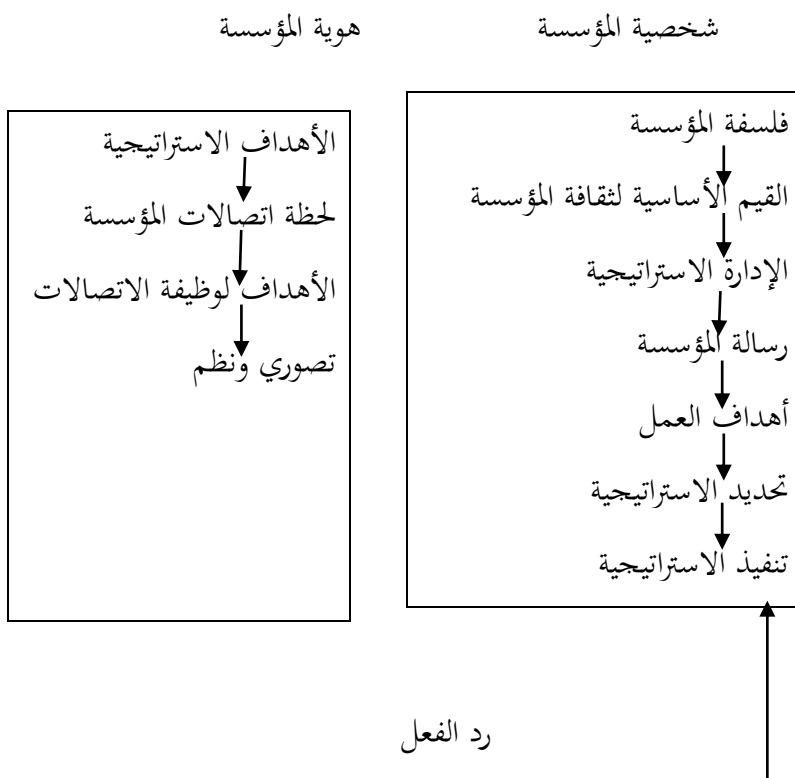 شخصية المؤسسة
هوية المؤسسة
فلسفة المؤسسة
القيم الأساسية لثقافة المؤسسة
الإدارة الاستراتيجية
رسالة المؤسسة
أهداف العمل
تحديد الاستراتيجية
تنفيذ الاستراتيجية
الأهداف الاستراتيجية
لحظة اتصالات المؤسسة
الأهداف لوظيفة الاتصالات
تصوري ونظم
رد الفعل